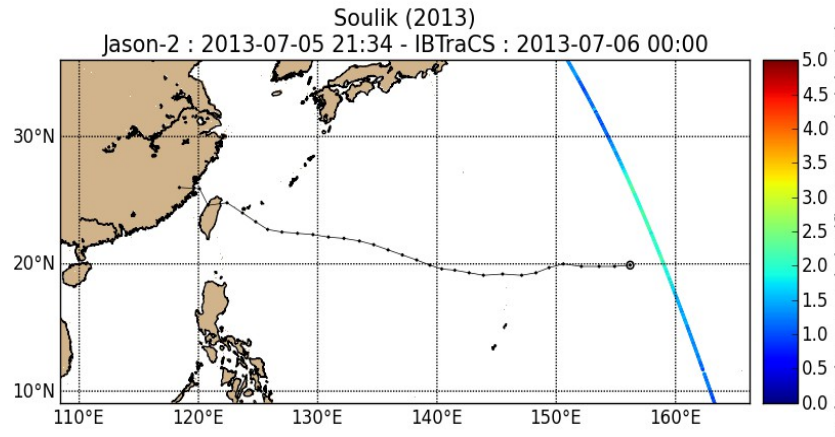 Soulik (2013)
Jason-2 : 2013-07-05 21:34 - IBTraCS : 2013-07-06 00:00
5.0
4.5
4.0
3.5
3.0
2.5
2.0
1.5
1.0
0.5
0.0
30°N
20°N
10°N
110°E 120°E 130°E 140°E 150°E 160°E